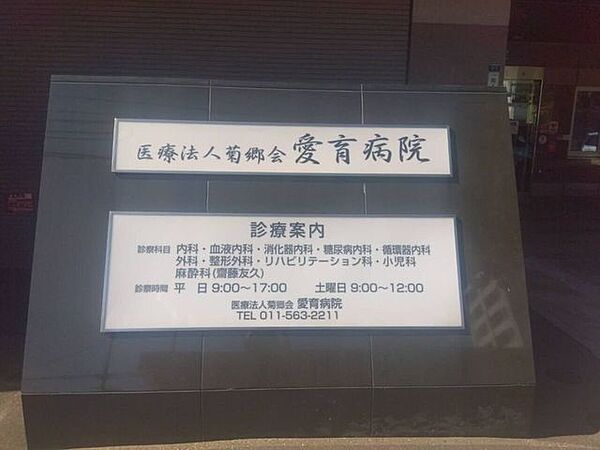 医療法人菊郷会 愛育病院
診療案内
診察科目 内科・血液内科・消化器内科・糖尿病内科・循環器内科
外科・整形外科・リハビリテーション科・小児科
麻酔科(齋藤友久)
診察時間 平 日 9:00～17:00 土曜日 9:00～12:00
医療法人菊郷会 愛育病院
TEL 011-563-2211